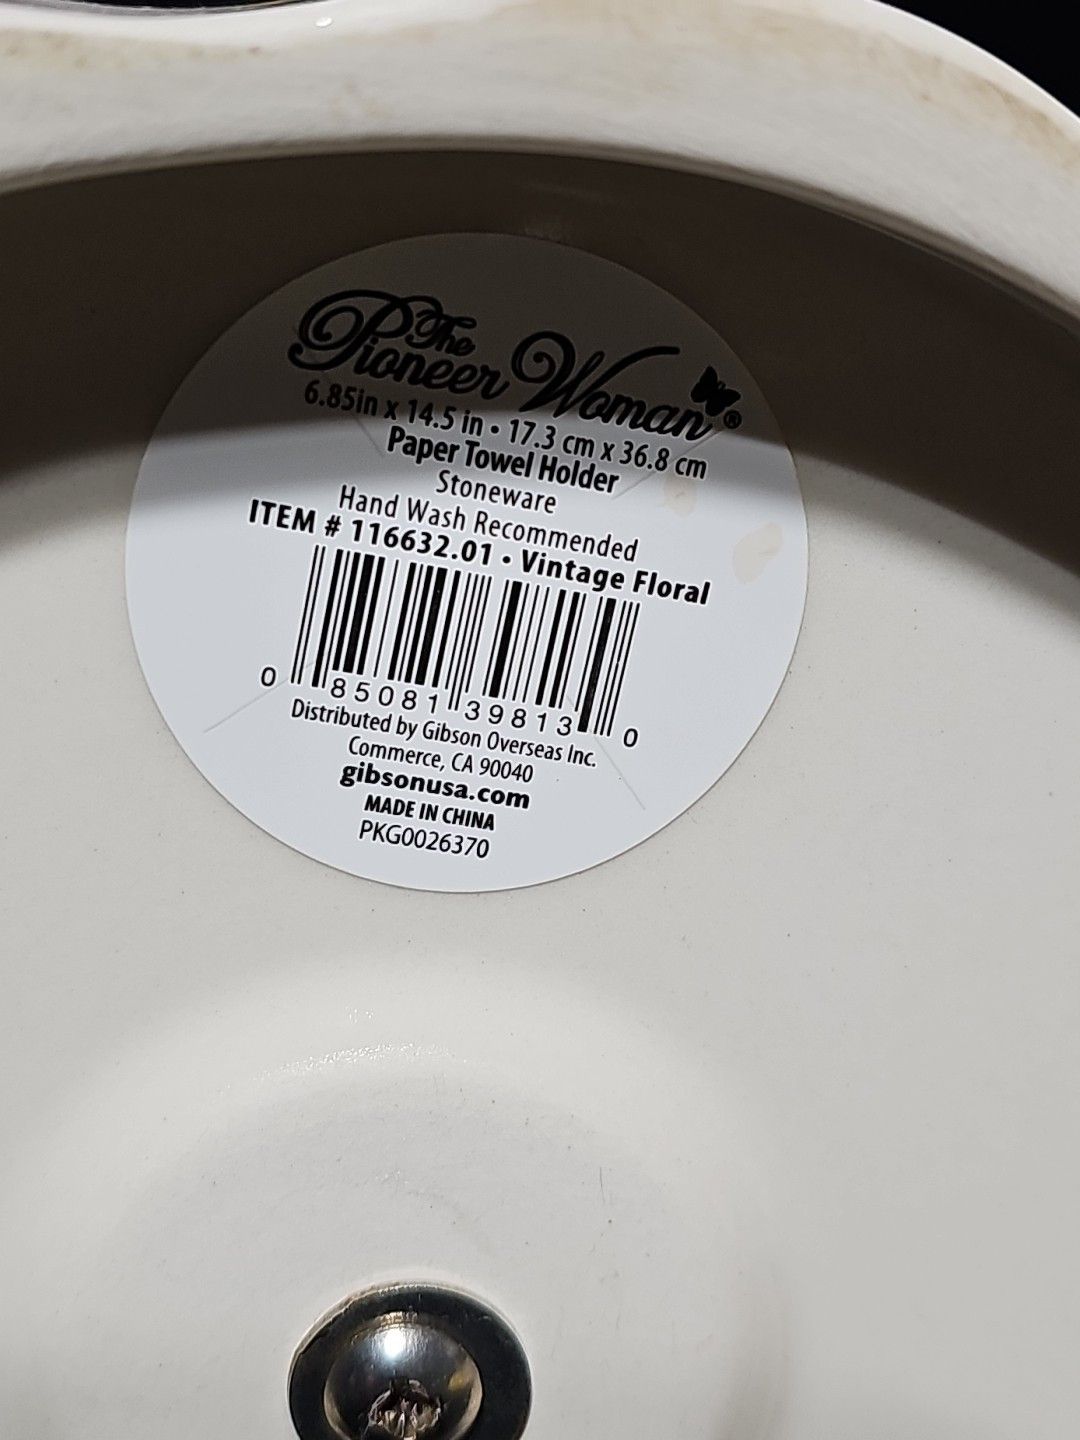 The
Pioneer Woman®
6.85in x 14.5 in • 17.3 cm x 36.8 cm
Paper Towel Holder
Stoneware
Hand Wash Recommended
ITEM # 116632.01 • Vintage Floral
0 85081 39813 0
Distributed by Gibson Overseas Inc.
Commerce, CA 90040
gibsonusa.com
MADE IN CHINA
PKG0026370